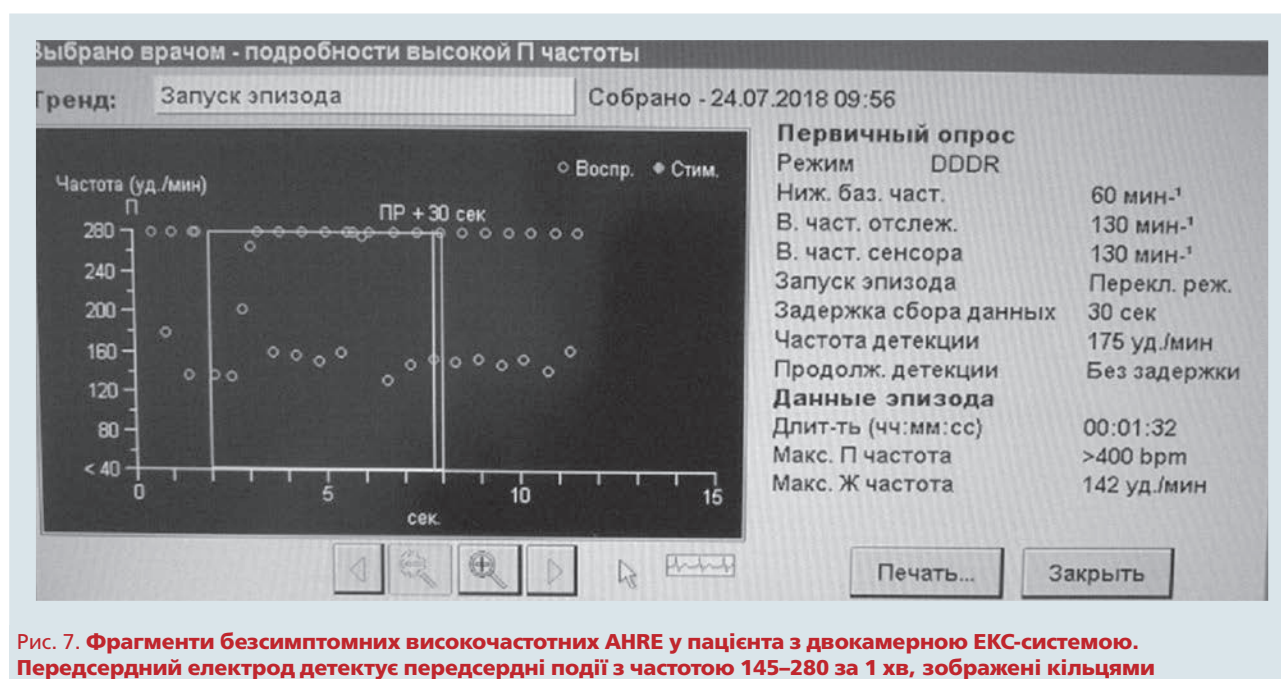 Выбрано врачом - подробности высокой П частоты
Тренд: Запуск эпизода Собрано - 24.07.2018 09:56
Частота (уд./мин)
П
○ Воспр. ◆ Стим.
ПР + 30 сек
280
240
200
160
120
80
< 40
0 5 10 15
сек.
Первичный опрос
Режим DDDR
Ниж. баз. част. 60 мин-¹
В. част. отслеж. 130 мин-¹
В. част. сенсора 130 мин-¹
Запуск эпизода Перекл. реж.
Задержка сбора данных 30 сек
Частота детекции 175 уд./мин
Продолж. детекции Без задержки
Данные эпизода
Длит-ть (чч:мм:сс) 00:01:32
Макс. П частота >400 bpm
Макс. Ж частота 142 уд./мин
Печать... Закрыть
Рис. 7. Фрагменти безсимптомних високочастотних AHRE у пацієнта з двокамерною ЕКС-системою.
Передсердний електрод детектує передсердні події з частотою 145–280 за 1 хв, зображені кільцями